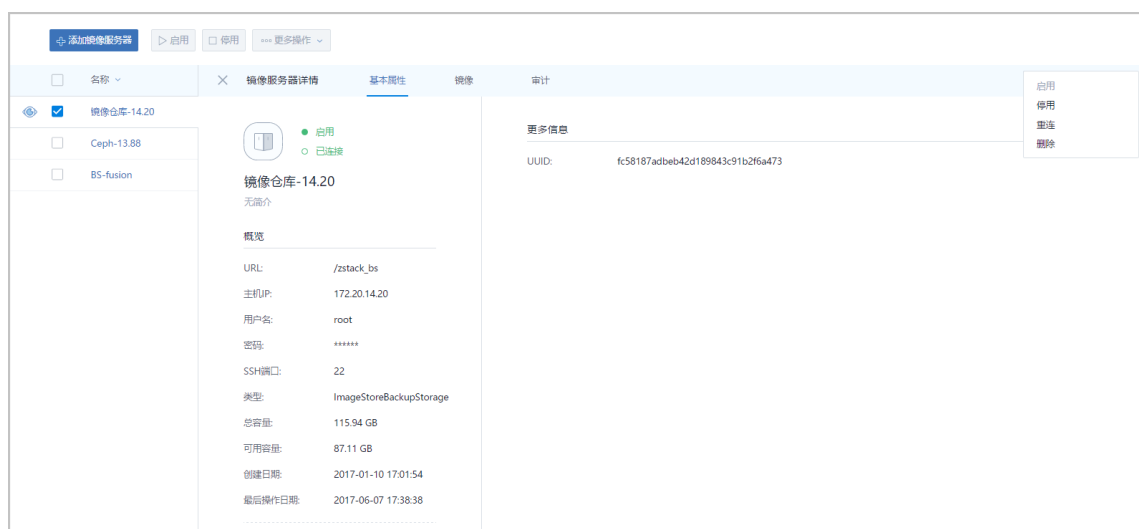 添加镜像服务器 启用 停用 更多操作
名称 镜像服务器详情 基本属性 镜像 审计
启用
停用
重连
删除
镜像仓库-14.20
Ceph-13.88
BS-fusion
启用
已连接
镜像仓库-14.20
无简介
概览
URL: /zstack_bs
主机IP: 172.20.14.20
用户名: root
密码: ******
SSH端口: 22
类型: ImageStoreBackupStorage
总容量: 115.94 GB
可用容量: 87.11 GB
创建日期: 2017-01-10 17:01:54
最后操作日期: 2017-06-07 17:38:38
更多信息
UUID: fc58187adbeb42d189843c91b2f6a473